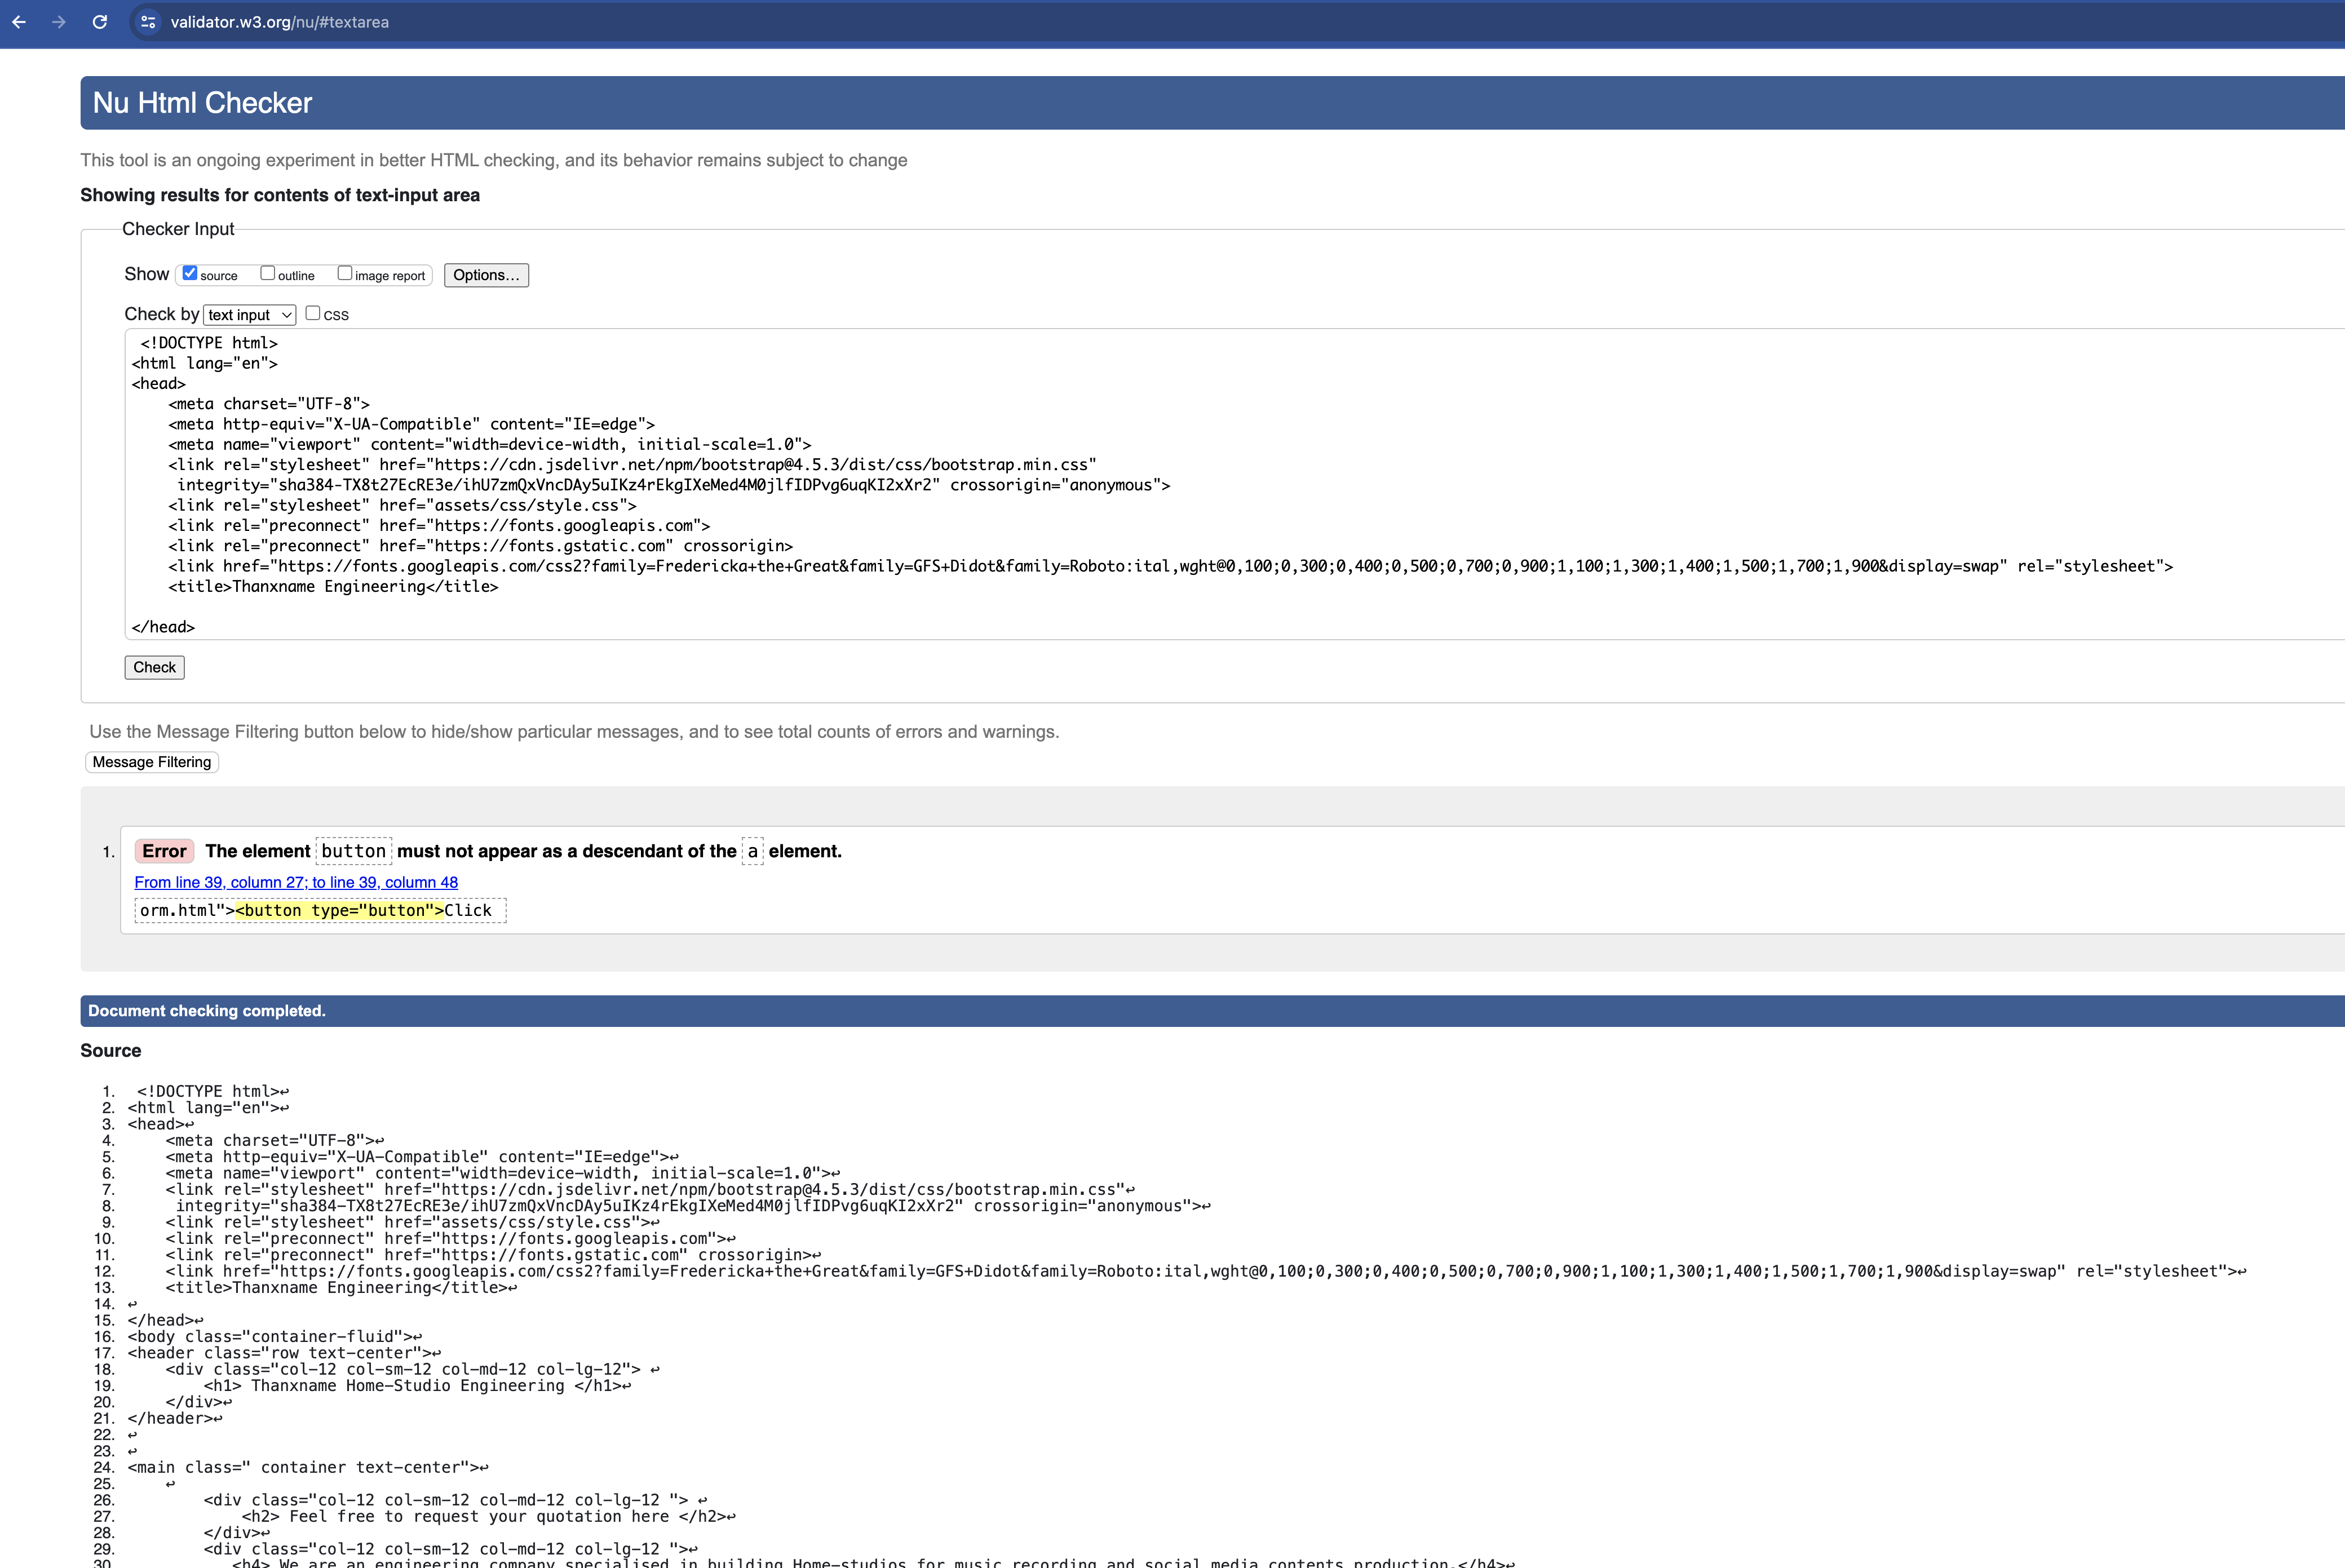 validator.w3.org/nu/#textarea
Nu Html Checker
This tool is an ongoing experiment in better HTML checking, and its behavior remains subject to change
Showing results for contents of text-input area
Checker Input
Show source outline image report Options...
Check by text input css
<!DOCTYPE html>
<html lang="en">
<head>
    <meta charset="UTF-8">
    <meta http-equiv="X-UA-Compatible" content="IE=edge">
    <meta name="viewport" content="width=device-width, initial-scale=1.0">
    <link rel="stylesheet" href="https://cdn.jsdelivr.net/npm/bootstrap@4.5.3/dist/css/bootstrap.min.css"
     integrity="sha384-TX8t27EcRE3e/ihU7zmQxVncDAy5uIKz4rEkgIXeMed4M0jlfIDPvg6uqKI2xXr2" crossorigin="anonymous">
    <link rel="stylesheet" href="assets/css/style.css">
    <link rel="preconnect" href="https://fonts.googleapis.com">
    <link rel="preconnect" href="https://fonts.gstatic.com" crossorigin>
    <link href="https://fonts.googleapis.com/css2?family=Fredericka+the+Great&family=GFS+Didot&family=Roboto:ital,wght@0,100;0,300;0,400;0,500;0,700;0,900;1,100;1,300;1,400;1,500;1,700;1,900&display=swap" rel="stylesheet">
    <title>Thanxname Engineering</title>
</head>
Check
Use the Message Filtering button below to hide/show particular messages, and to see total counts of errors and warnings.
Message Filtering
1. Error The element button must not appear as a descendant of the a element.
From line 39, column 27; to line 39, column 48
orm.html"><button type="button">Click
Document checking completed.
Source
1. <!DOCTYPE html>↩
2. <html lang="en">↩
3. <head>↩
4.     <meta charset="UTF-8">↩
5.     <meta http-equiv="X-UA-Compatible" content="IE=edge">↩
6.     <meta name="viewport" content="width=device-width, initial-scale=1.0">↩
7.     <link rel="stylesheet" href="https://cdn.jsdelivr.net/npm/bootstrap@4.5.3/dist/css/bootstrap.min.css"↩
8.      integrity="sha384-TX8t27EcRE3e/ihU7zmQxVncDAy5uIKz4rEkgIXeMed4M0jlfIDPvg6uqKI2xXr2" crossorigin="anonymous">↩
9.     <link rel="stylesheet" href="assets/css/style.css">↩
10.     <link rel="preconnect" href="https://fonts.googleapis.com">↩
11.     <link rel="preconnect" href="https://fonts.gstatic.com" crossorigin>↩
12.     <link href="https://fonts.googleapis.com/css2?family=Fredericka+the+Great&family=GFS+Didot&family=Roboto:ital,wght@0,100;0,300;0,400;0,500;0,700;0,900;1,100;1,300;1,400;1,500;1,700;1,900&display=swap" rel="stylesheet">↩
13.     <title>Thanxname Engineering</title>↩
14. ↩
15. </head>↩
16. <body class="container-fluid">↩
17. <header class="row text-center">↩
18.     <div class="col-12 col-sm-12 col-md-12 col-lg-12"> ↩
19.         <h1> Thanxname Home-Studio Engineering </h1>↩
20.     </div>↩
21. </header>↩
22. ↩
23. ↩
24. <main class=" container text-center">↩
25.     ↩
26.         <div class="col-12 col-sm-12 col-md-12 col-lg-12 "> ↩
27.             <h2> Feel free to request your quotation here </h2>↩
28.         </div>↩
29.         <div class="col-12 col-sm-12 col-md-12 col-lg-12 ">↩
30.            <h4> We are an engineering company specialised in building Home-studios for music recording and social media contents production.</h4>↩